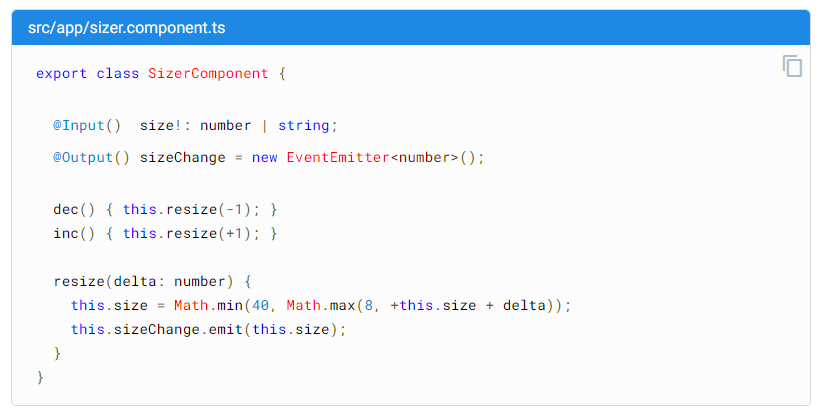 src/app/sizer.component.ts
export class SizerComponent {
  @Input()  size!: number | string;
  @Output() sizeChange = new EventEmitter<number>();
  dec() { this.resize(-1); }
  inc() { this.resize(+1); }
  resize(delta: number) {
    this.size = Math.min(40, Math.max(8, +this.size + delta));
    this.sizeChange.emit(this.size);
  }
}